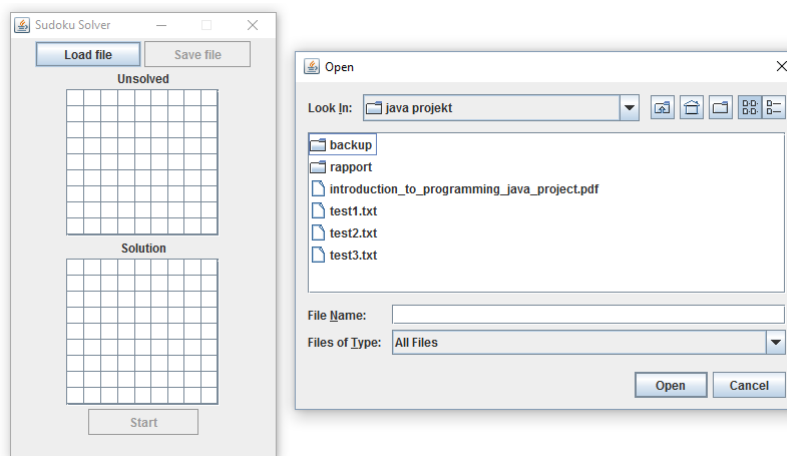 Sudoku Solver
Load file
Save file
Unsolved
Solution
Start
Open
Look In:
java projekt
backup
rapport
introduction_to_programming_java_project.pdf
test1.txt
test2.txt
test3.txt
File Name:
Files of Type:
All Files
Open
Cancel